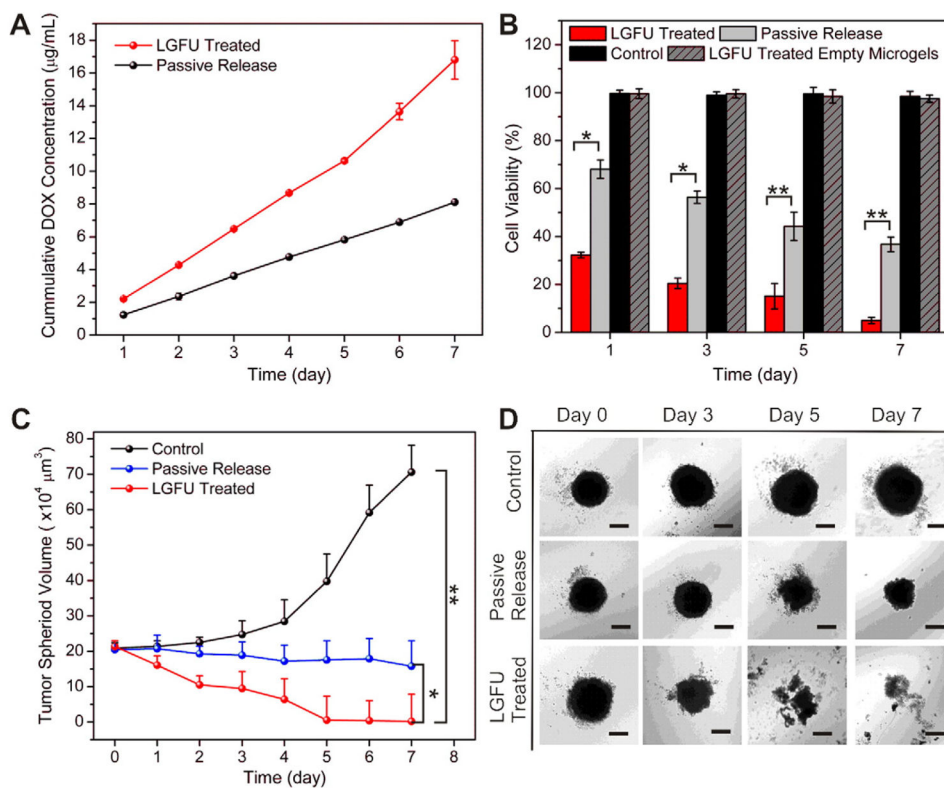 A
LGFU Treated
Passive Release
Cummulative DOX Concentration (µg/mL)
18
16
14
12
10
8
6
4
2
0
1 2 3 4 5 6 7
Time (day)
B
LGFU Treated Passive Release
Control LGFU Treated Empty Microgels
Cell Viability (%)
120
100
80
60
40
20
0
* * ** **
1 3 5 7
Time (day)
C
Control
Passive Release
LGFU Treated
Tumor Spheriod Volume ( x10⁴ µm³)
80
70
60
50
40
30
20
10
0
**
*
0 1 2 3 4 5 6 7 8
Time (day)
D
Day 0 Day 3 Day 5 Day 7
Control
Passive
Release
LGFU
Treated